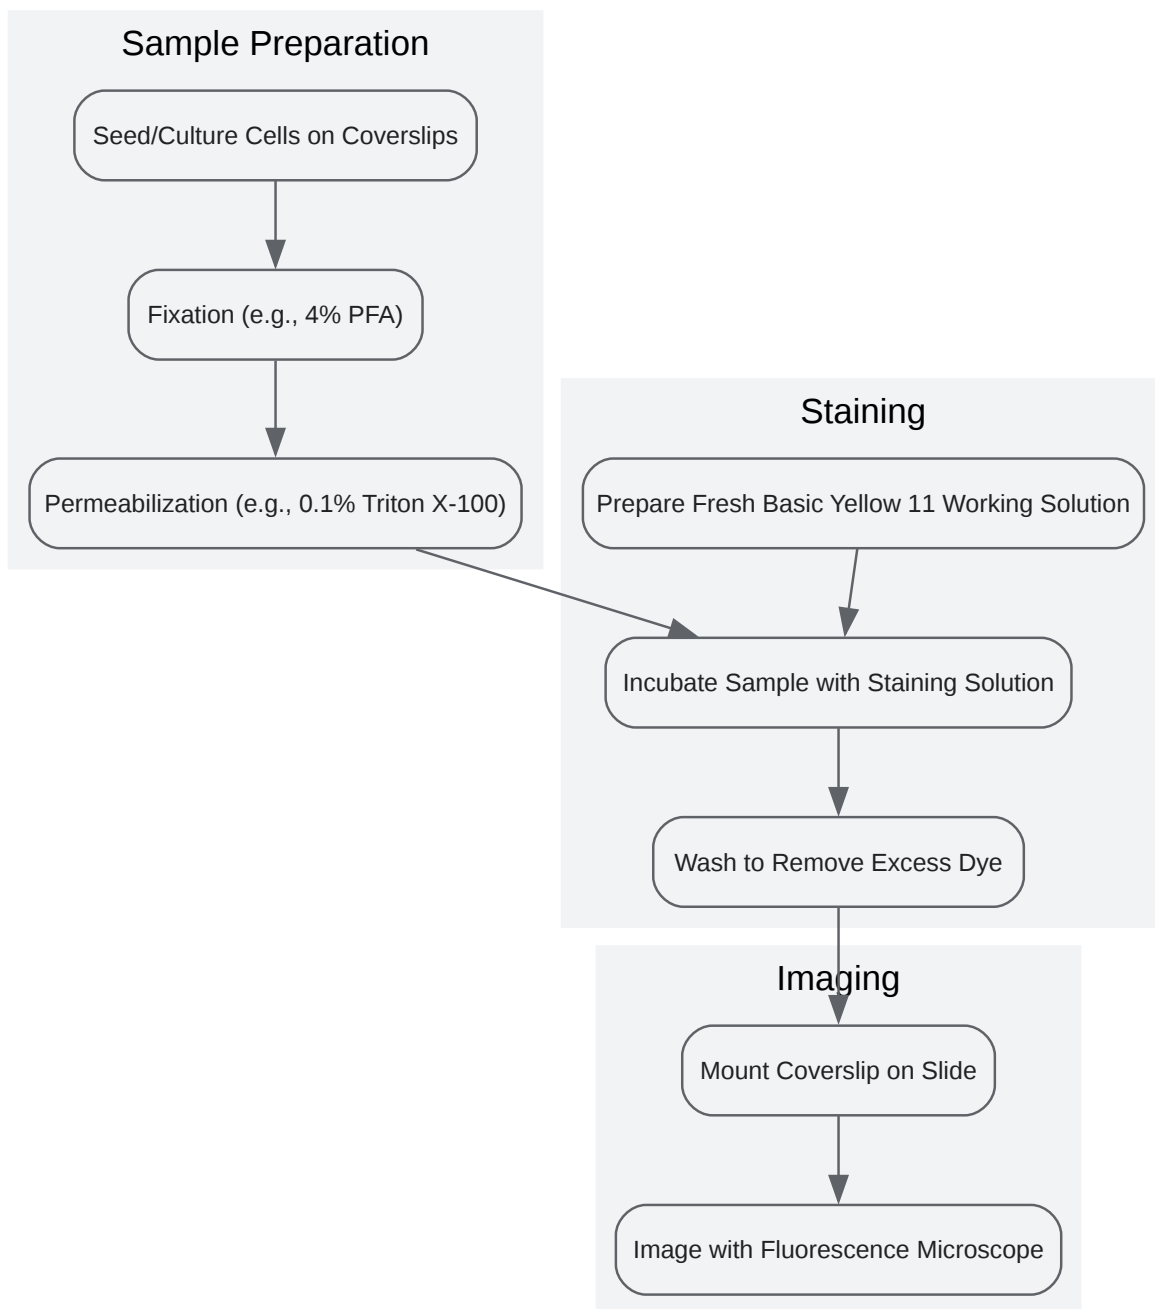 Sample Preparation
Seed/Culture Cells on Coverslips
Fixation (e.g., 4% PFA)
Permeabilization (e.g., 0.1% Triton X-100)
Staining
Prepare Fresh Basic Yellow 11 Working Solution
Incubate Sample with Staining Solution
Wash to Remove Excess Dye
Imaging
Mount Coverslip on Slide
Image with Fluorescence Microscope